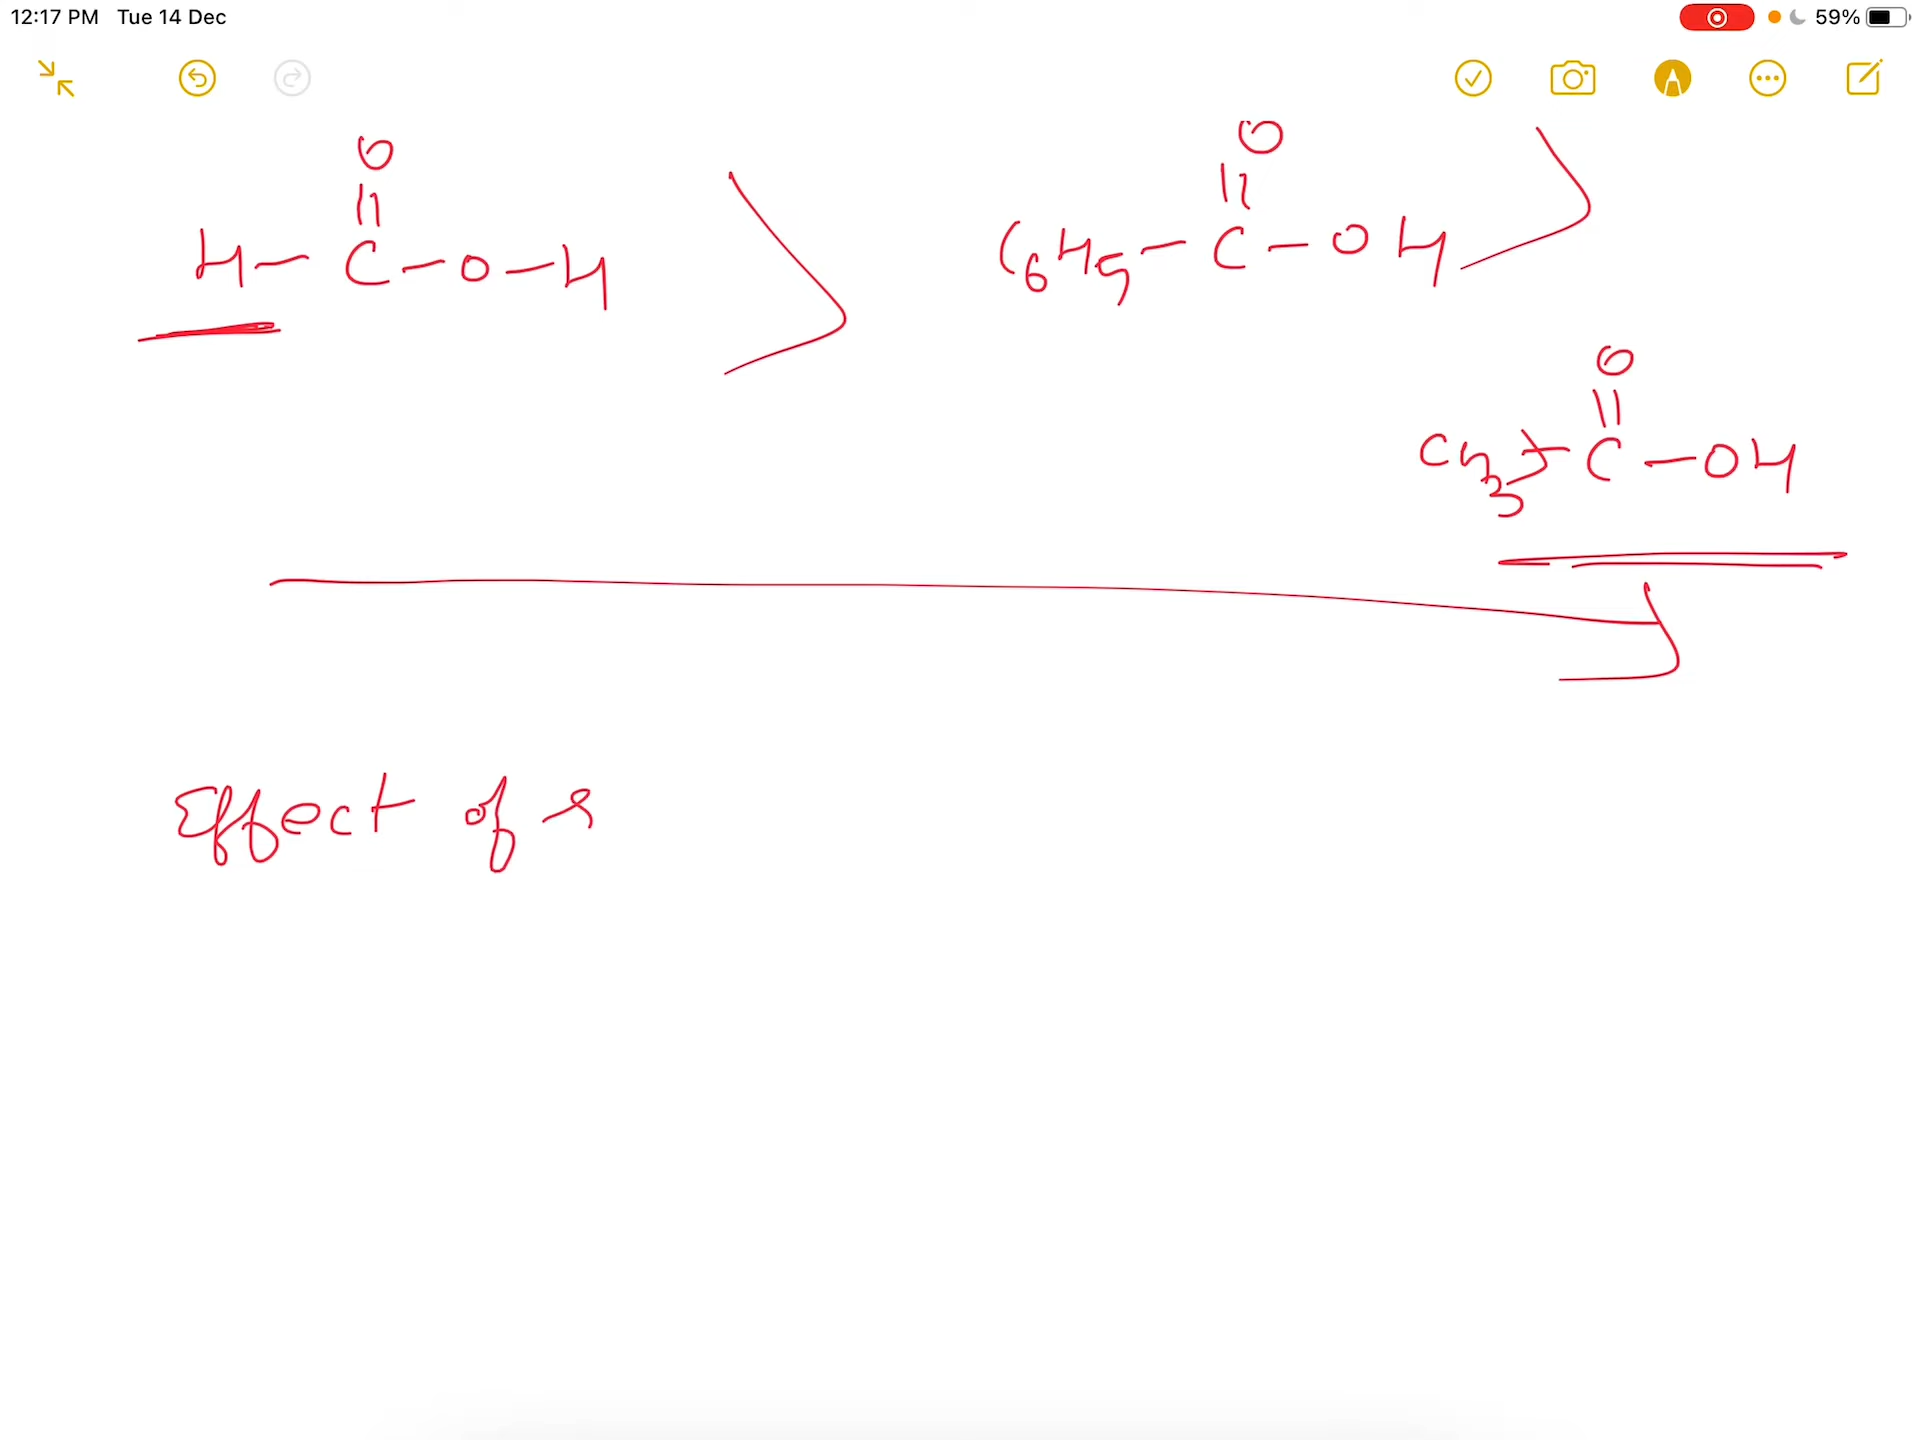 12:17 PM Tue 14 Dec 59%
O
H - C - O - H > C6H5 - C - OH >
O
O
CH3 - C - OH
Effect of s